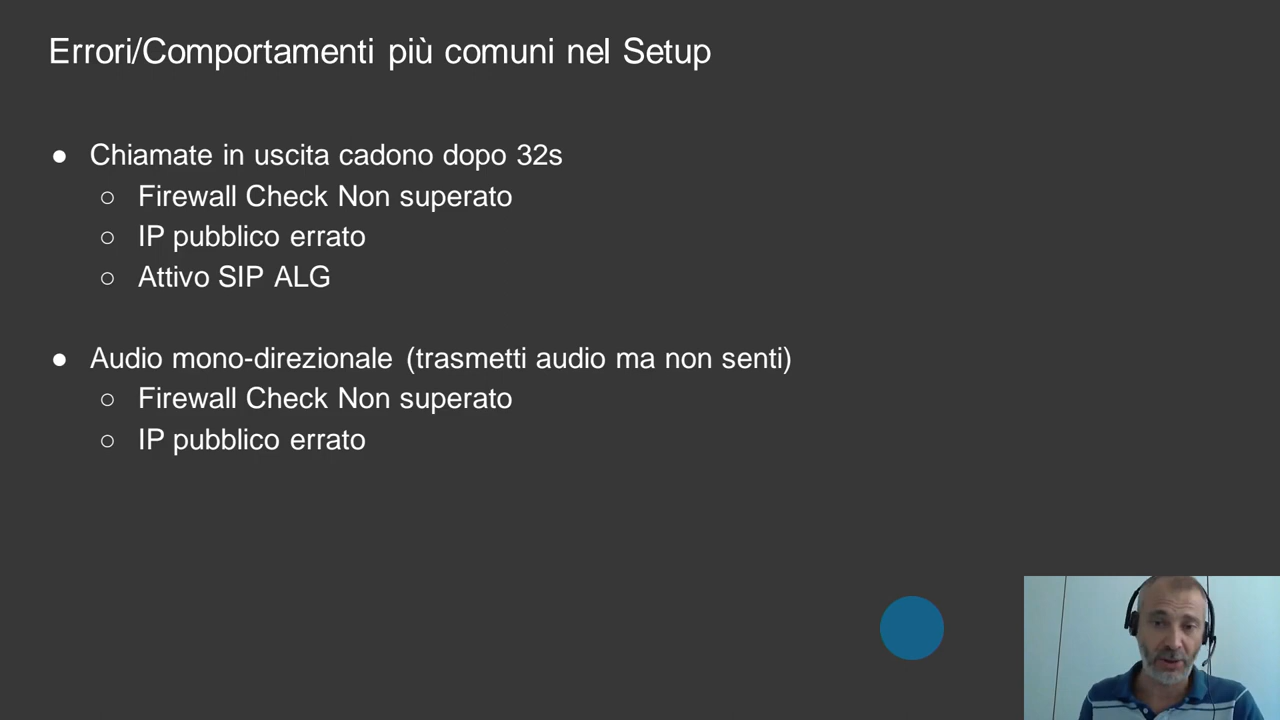 Errori/Comportamenti più comuni nel Setup
● Chiamate in uscita cadono dopo 32s
○ Firewall Check Non superato
○ IP pubblico errato
○ Attivo SIP ALG
● Audio mono-direzionale (trasmetti audio ma non senti)
○ Firewall Check Non superato
○ IP pubblico errato